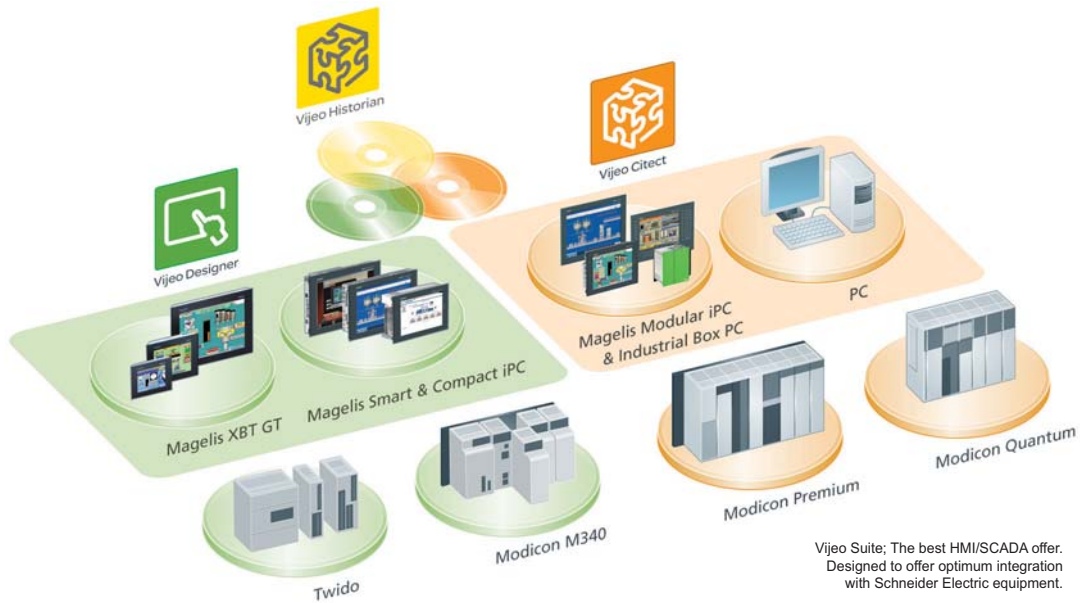 Vijeo Historian
Vijeo Citect
Vijeo Designer
PC
Magelis Modular iPC
& Industrial Box PC
Magelis Smart & Compact iPC
Magelis XBT GT
Modicon Quantum
Modicon Premium
Modicon M340
Twido
Vijeo Suite; The best HMI/SCADA offer.
Designed to offer optimum integration
with Schneider Electric equipment.